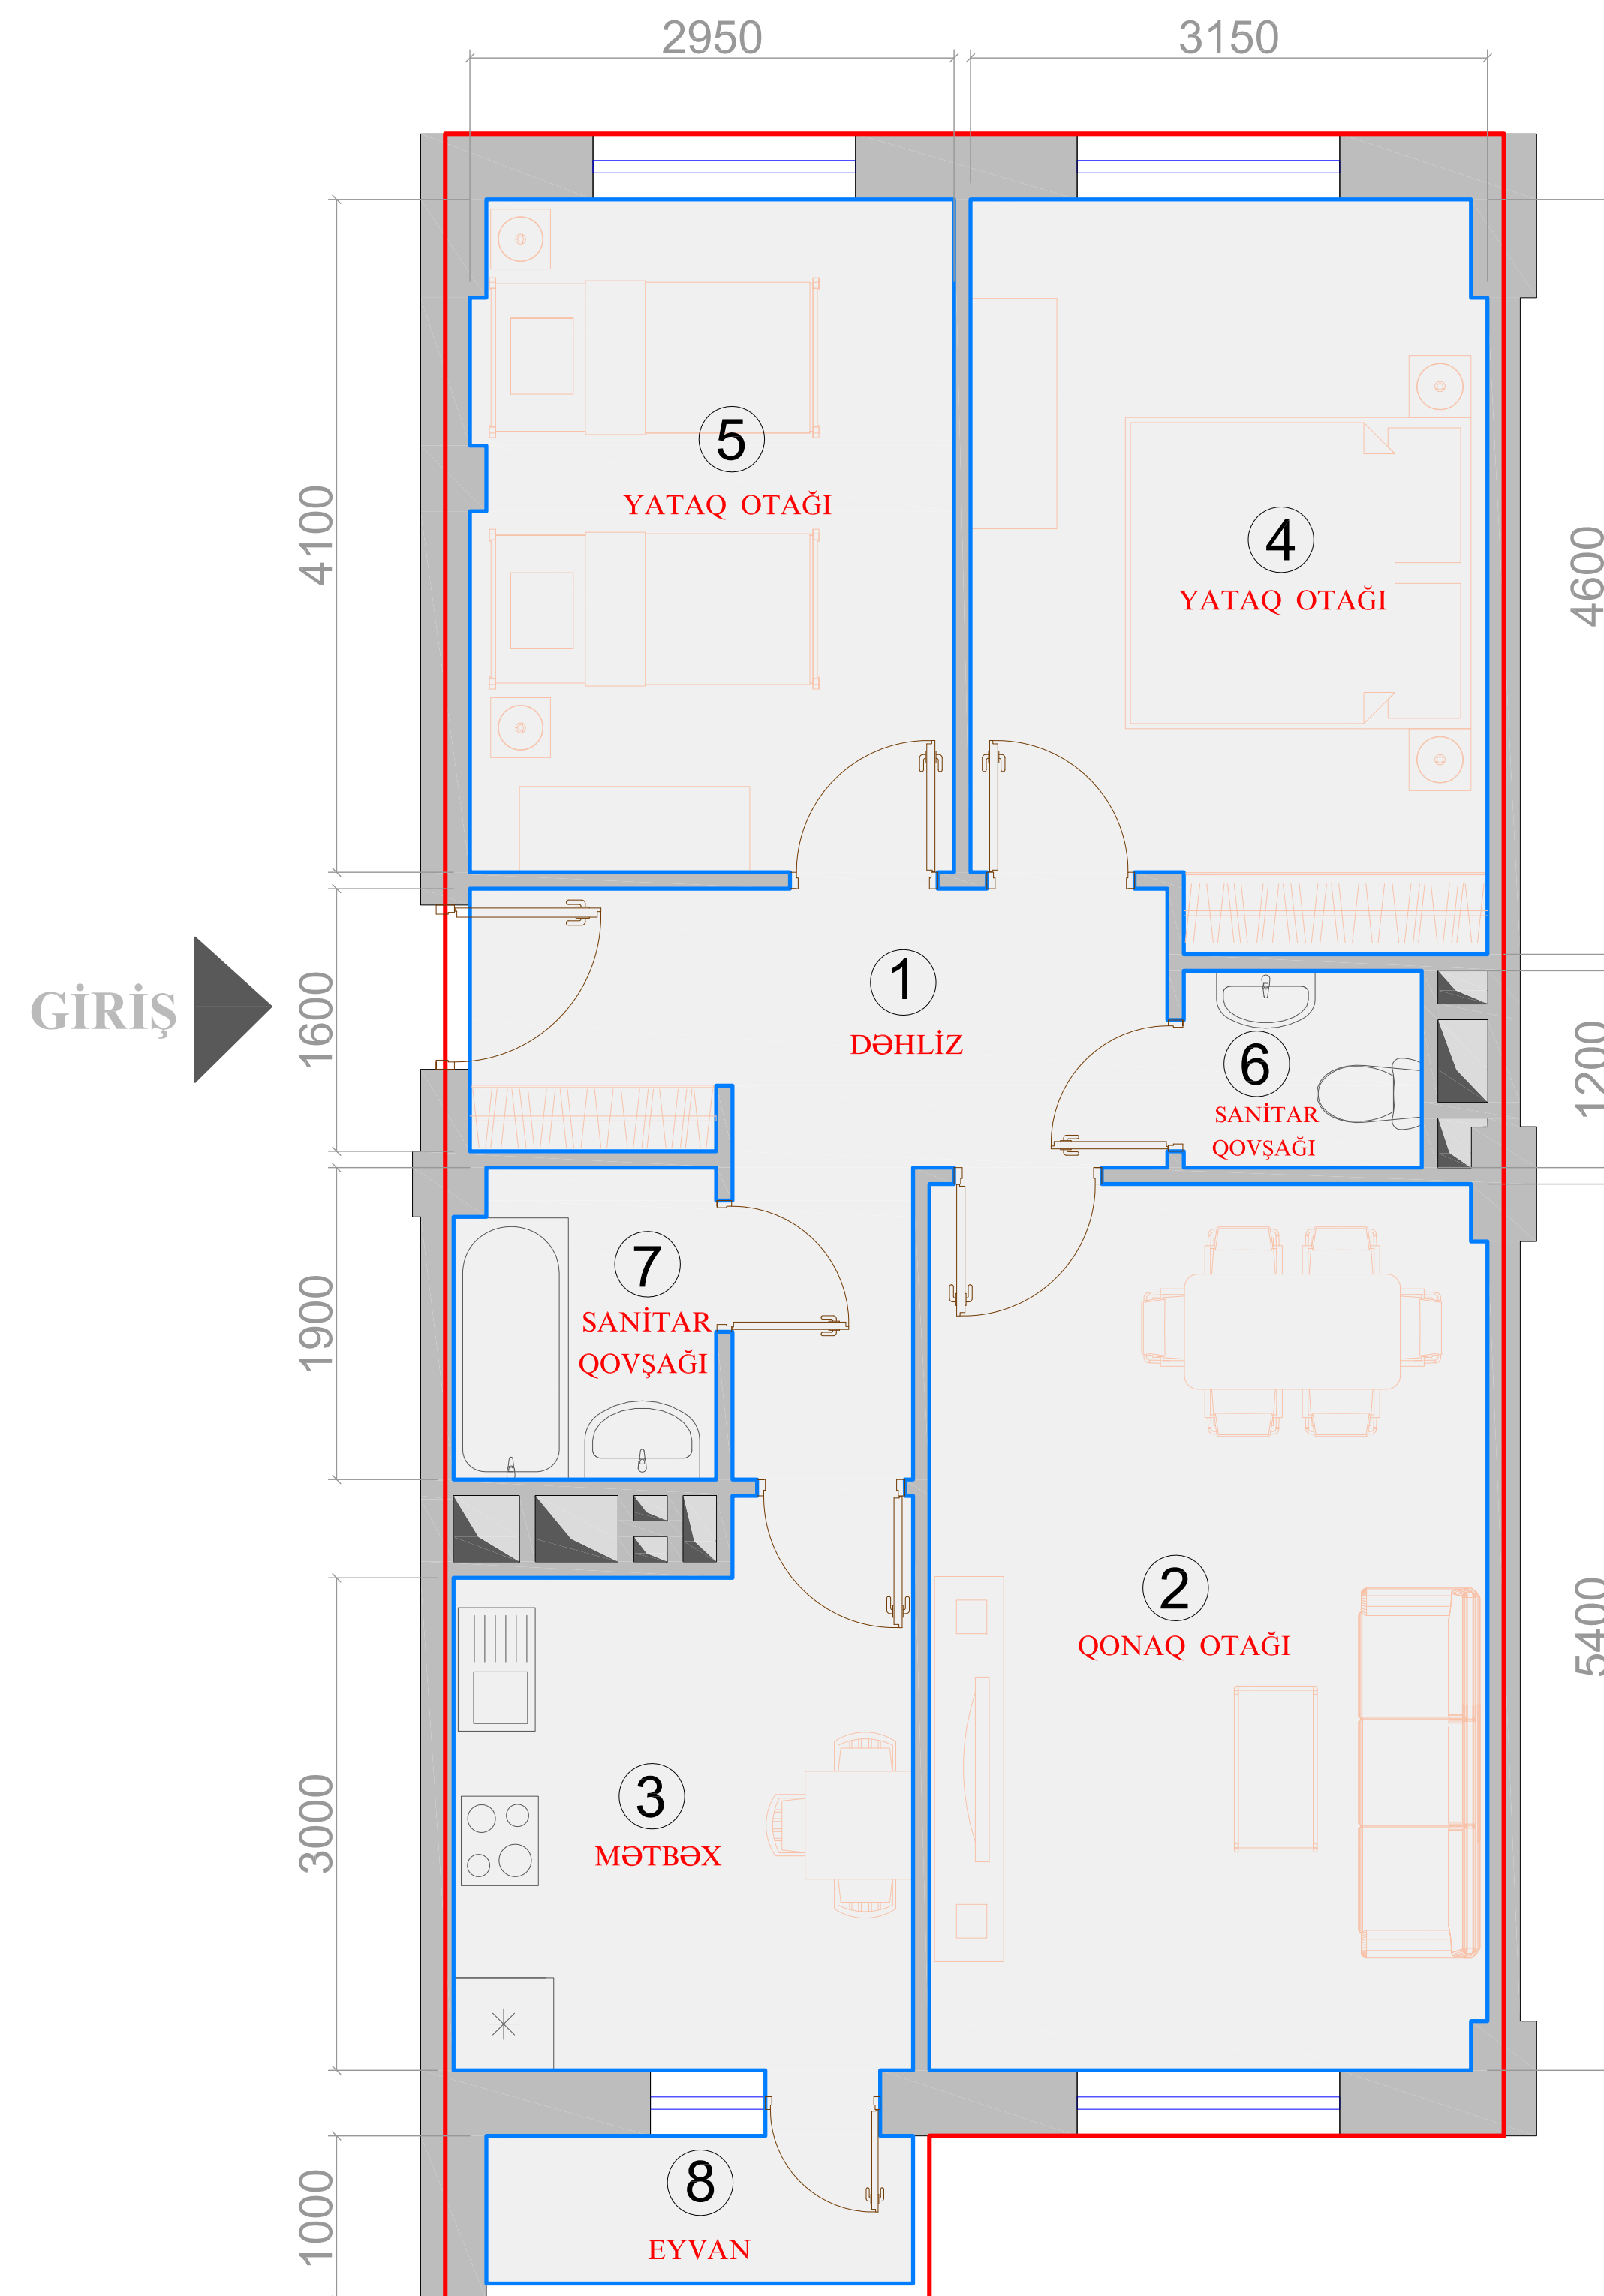 2950
3150
5
YATAQ OTAĞI
4
YATAQ OTAĞI
4100
4600
GİRİŞ
1600
1
DƏHLİZ
6
SANİTAR
QOVŞAĞI
1200
7
SANİTAR
QOVŞAĞI
1900
2
QONAQ OTAĞI
5400
3
MƏTBƏX
3000
8
EYVAN
1000